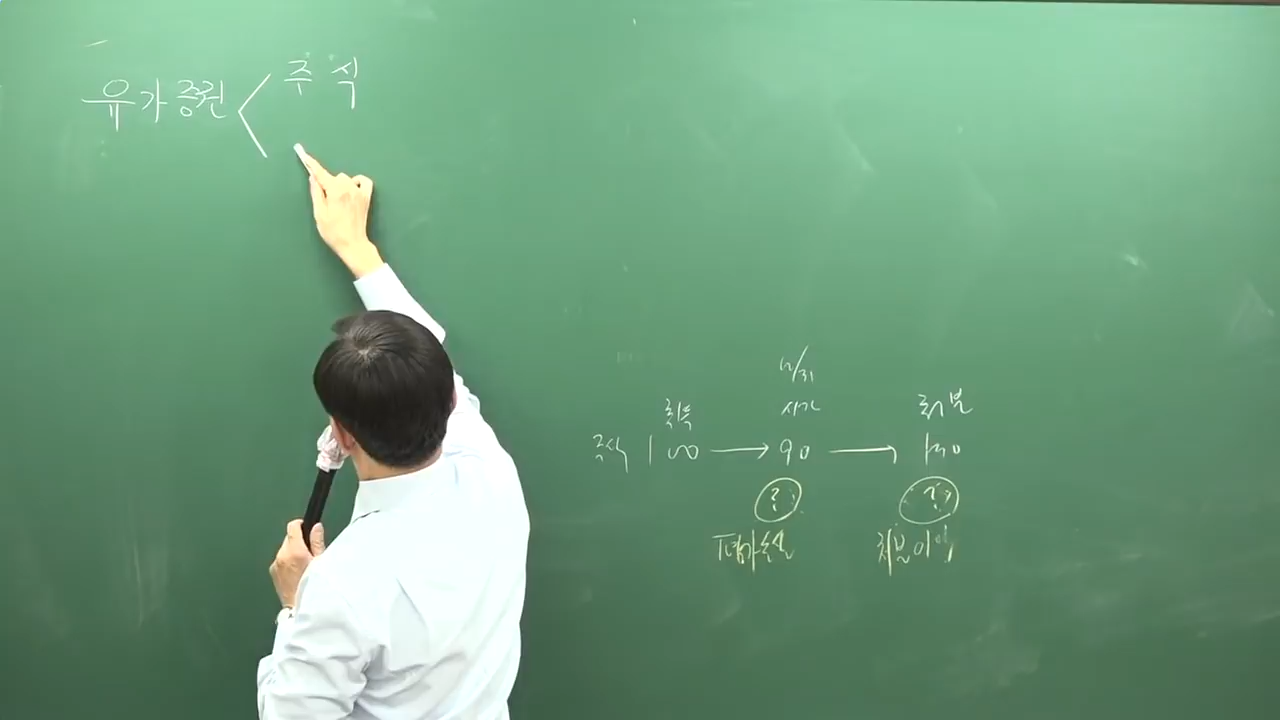 유가증권 < 주식
12/31
취득 시가 처분
주식 100 → 90 → 120
? ?
평가손실 처분이익